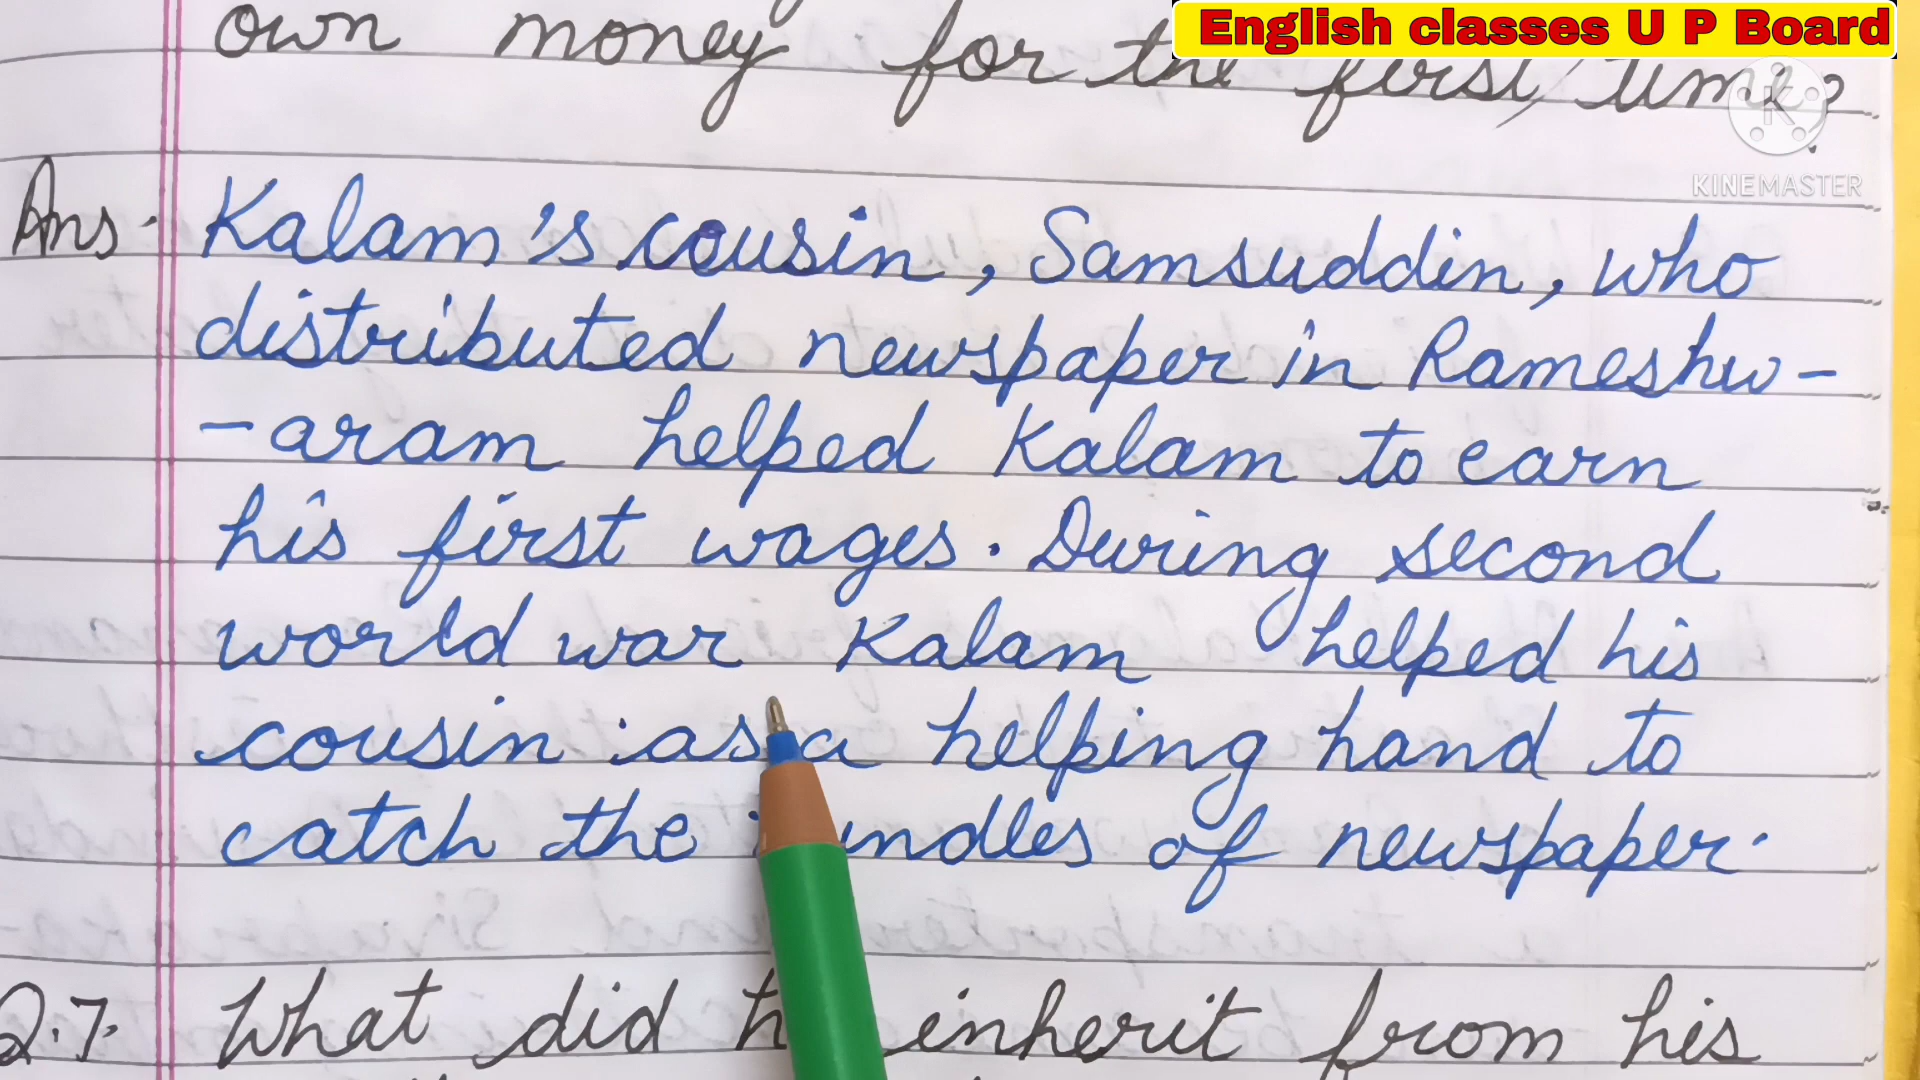 English classes U P Board
own money for the first time?
KINEMASTER
Ans. Kalam's cousin, Samsuddin, who
distributed newspaper in Rameshw-
-aram helped Kalam to earn
his first wages. During second
world war Kalam helped his
cousin as a helping hand to
catch the of newspaper.
Q.7. What did inherit from his